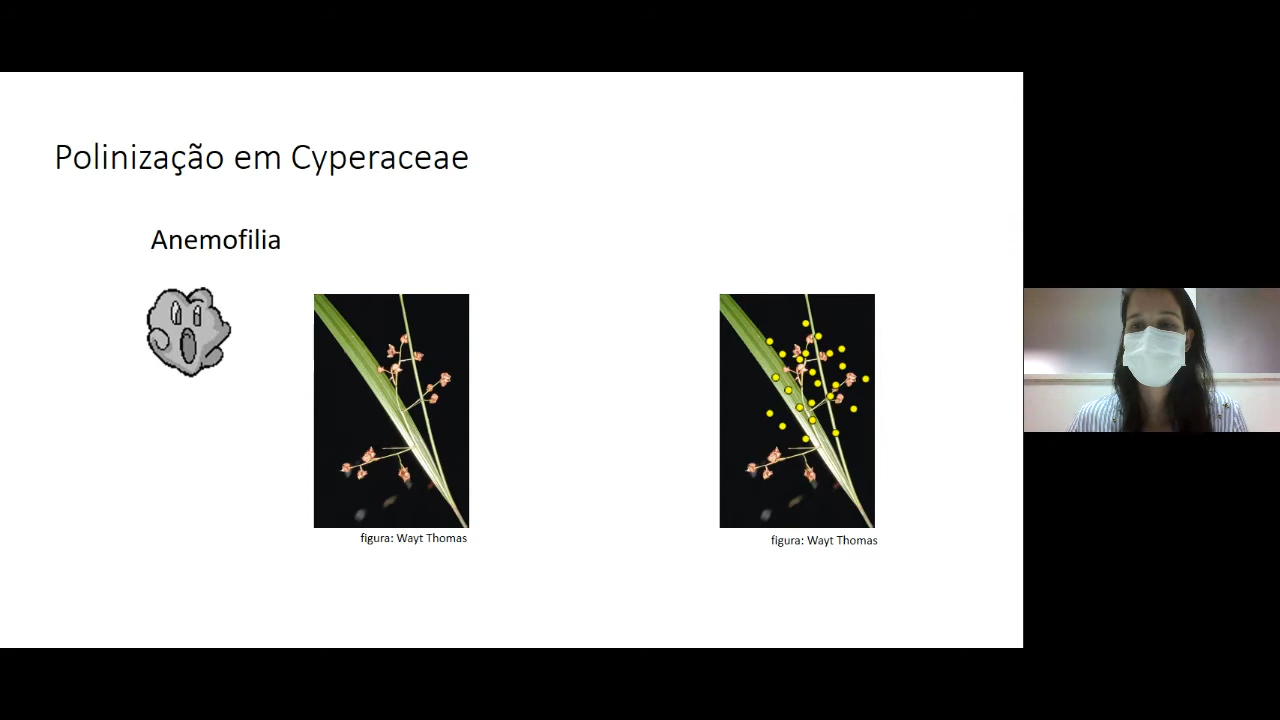 Polinização em Cyperaceae
Anemofilia
figura: Wayt Thomas
figura: Wayt Thomas